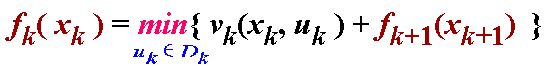 fₖ( xₖ ) = min{ vₖ(xₖ, uₖ ) + fₖ₊₁(xₖ₊₁) }
uₖ ∈ Dₖ